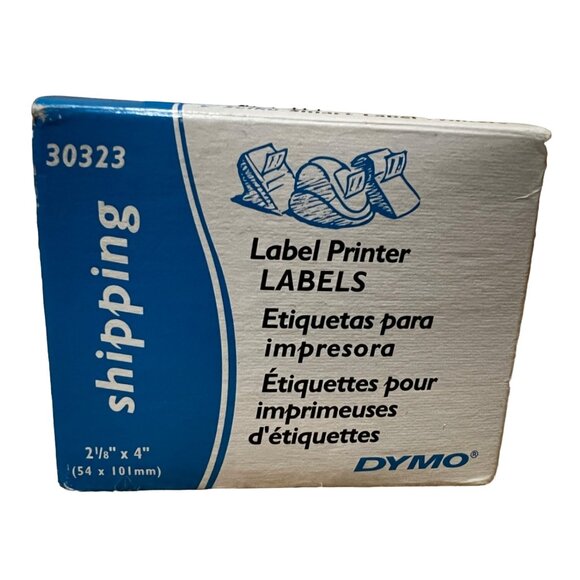 30323
shipping
2 1/8" x 4"
(54 x 101mm)
Label Printer
LABELS
Etiquetas para
impresora
Étiquettes pour
imprimeuses
d'étiquettes
DYMO®